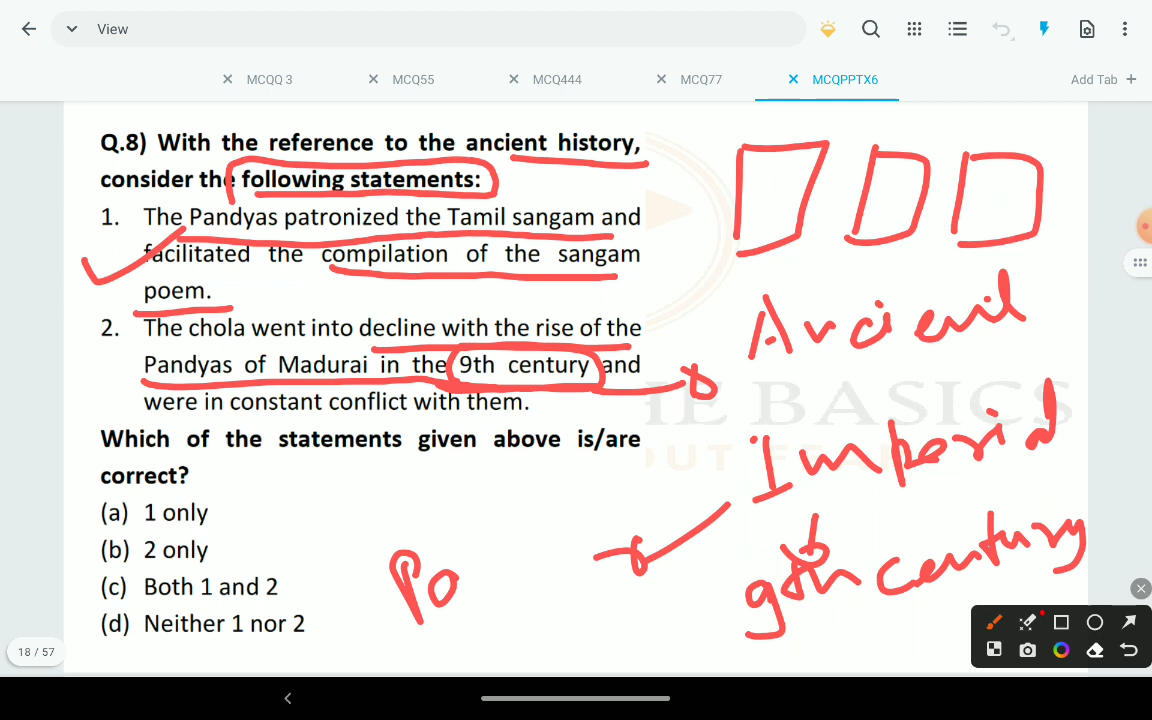 View
MCQQ 3
MCQ55
MCQ444
MCQ77
MCQPPTX6
Add Tab
Q.8) With the reference to the ancient history,
consider the following statements:
1. The Pandyas patronized the Tamil sangam and
facilitated the compilation of the sangam
poem.
2. The chola went into decline with the rise of the
Pandyas of Madurai in the 9th century and
were in constant conflict with them.
Which of the statements given above is/are
correct?
(a) 1 only
(b) 2 only
(c) Both 1 and 2
(d) Neither 1 nor 2
Imperial
9th century
Pa
HE BASICS
18 / 57